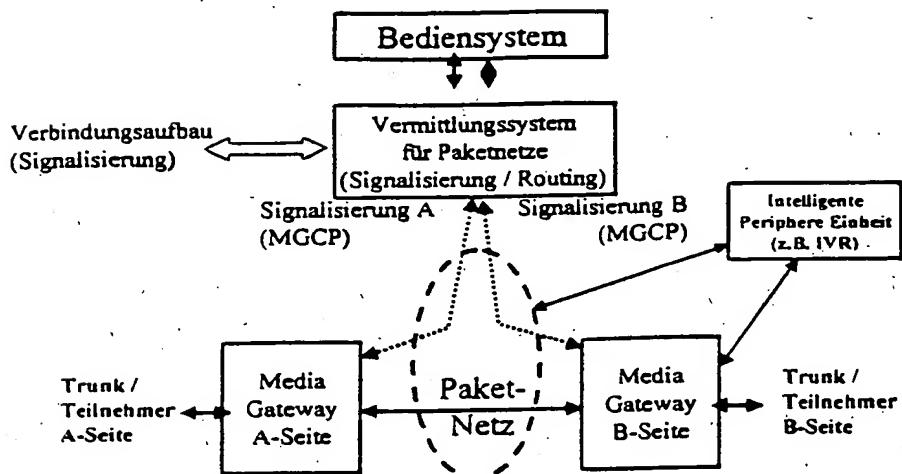 Bediensystem
Verbindungsaufbau
(Signalisierung)
Vermittlungssystem
für Paketnetze
(Signalisierung / Routing)
Signalisierung A
(MGCP)
Signalisierung B
(MGCP)
Intelligente
Periphere Einheit
(z.B. IVR)
Trunk /
Teilnehmer
A-Seite
Media
Gateway
A-Seite
Paket-
Netz
Media
Gateway
B-Seite
Trunk /
Teilnehmer
B-Seite